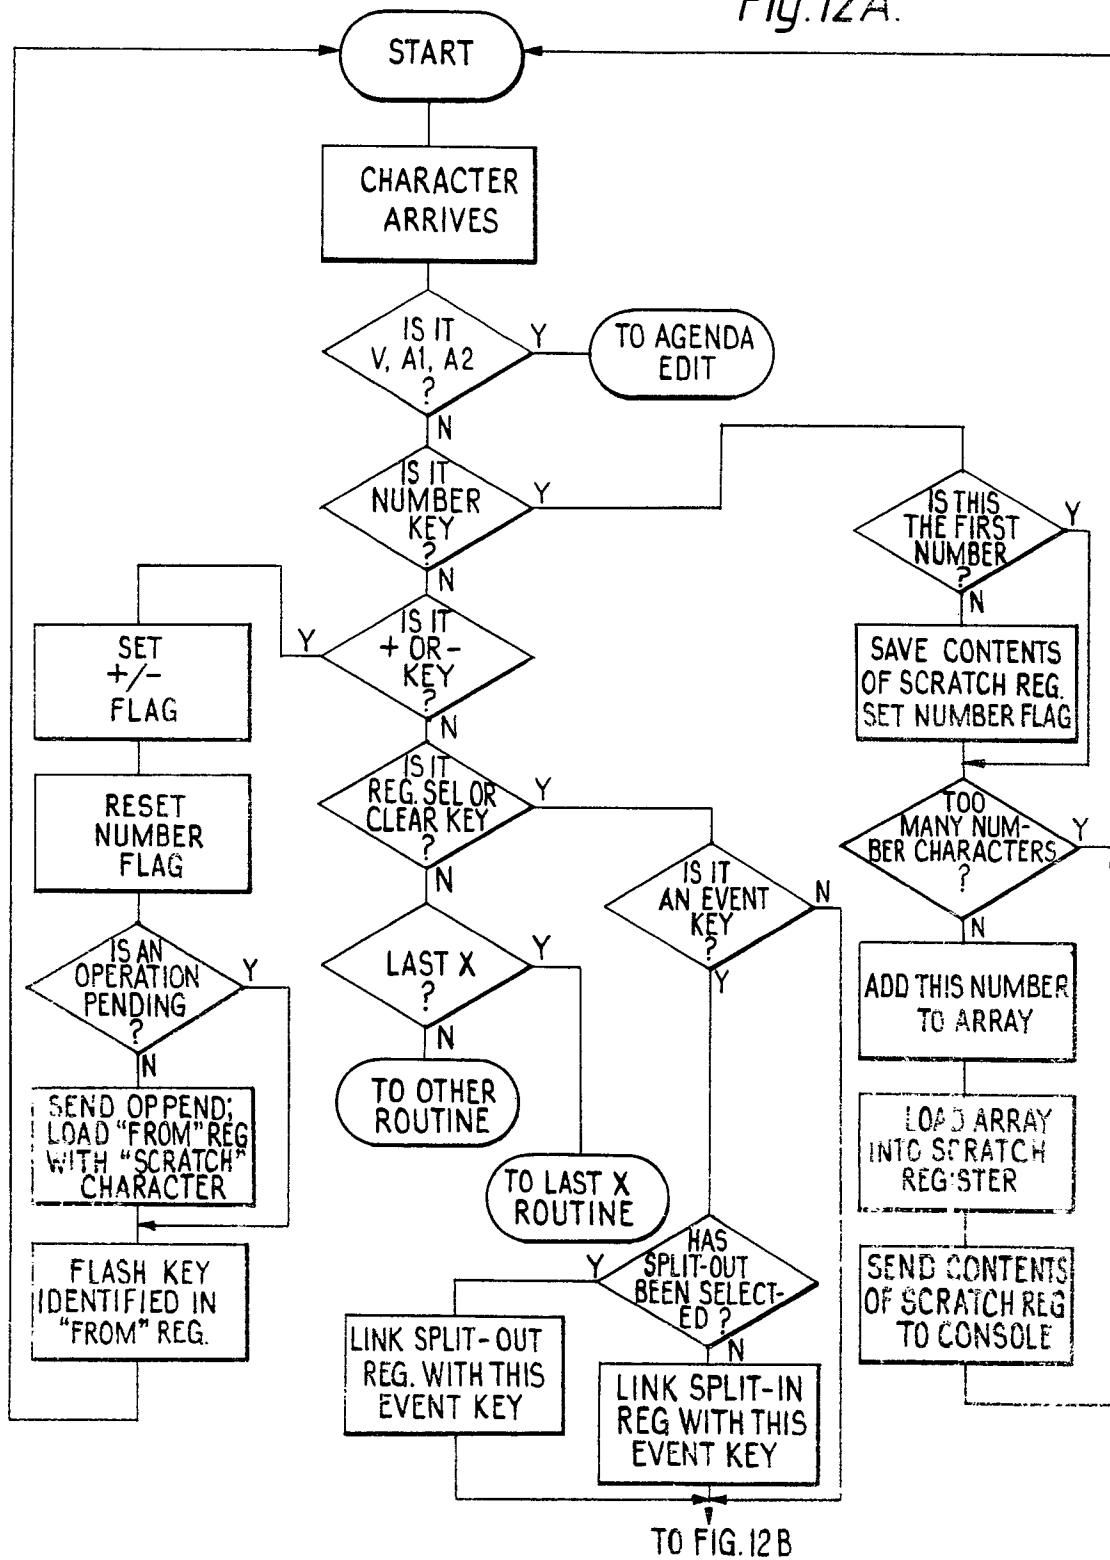 Fig. 12A.
START
CHARACTER
ARRIVES
IS IT
V, A1, A2
?
Y
TO AGENDA
EDIT
N
IS IT
NUMBER
KEY
?
Y
N
IS THIS
THE FIRST
NUMBER
?
Y
N
SAVE CONTENTS
OF SCRATCH REG.
SET NUMBER FLAG
TOO
MANY NUM-
BER CHARACTERS
?
Y
N
ADD THIS NUMBER
TO ARRAY
LOAD ARRAY
INTO SCRATCH
REGISTER
SEND CONTENTS
OF SCRATCH REG
TO CONSOLE
IS IT
+ OR -
KEY
?
Y
N
SET
+/-
FLAG
RESET
NUMBER
FLAG
IS AN
OPERATION
PENDING
?
Y
N
SEND OPPEND;
LOAD "FROM" REG
WITH "SCRATCH"
CHARACTER
FLASH KEY
IDENTIFIED IN
"FROM" REG.
IS IT
REG. SEL OR
CLEAR KEY
?
Y
N
LAST X
?
Y
N
TO OTHER
ROUTINE
TO LAST X
ROUTINE
IS IT
AN EVENT
KEY
?
N
Y
HAS
SPLIT-OUT
BEEN SELECT-
ED ?
Y
N
LINK SPLIT-OUT
REG. WITH THIS
EVENT KEY
LINK SPLIT-IN
REG WITH THIS
EVENT KEY
TO FIG. 12B